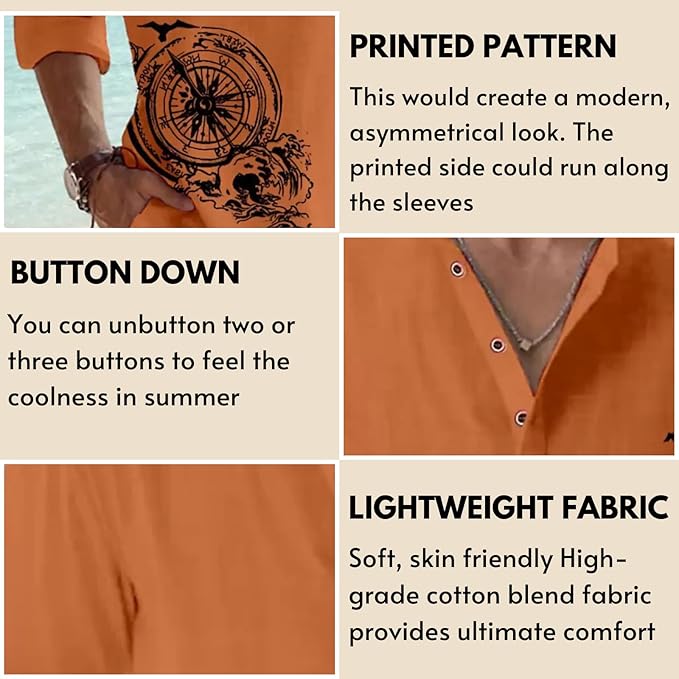 PRINTED PATTERN
This would create a modern,
asymmetrical look. The
printed side could run along
the sleeves
BUTTON DOWN
You can unbutton two or
three buttons to feel the
coolness in summer
LIGHTWEIGHT FABRIC
Soft, skin friendly High-
grade cotton blend fabric
provides ultimate comfort